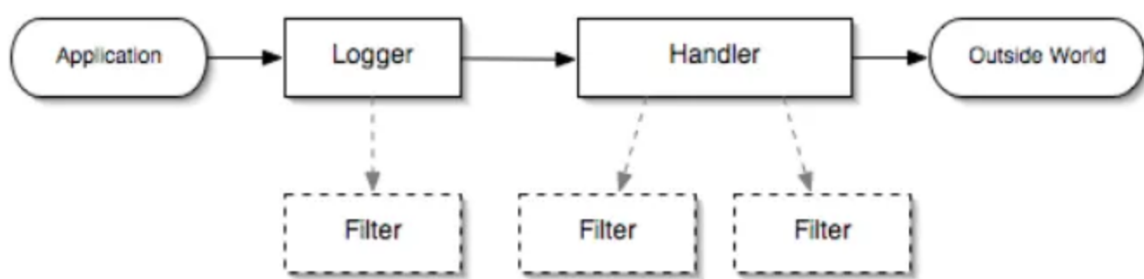 Application
Logger
Handler
Outside World
Filter
Filter
Filter